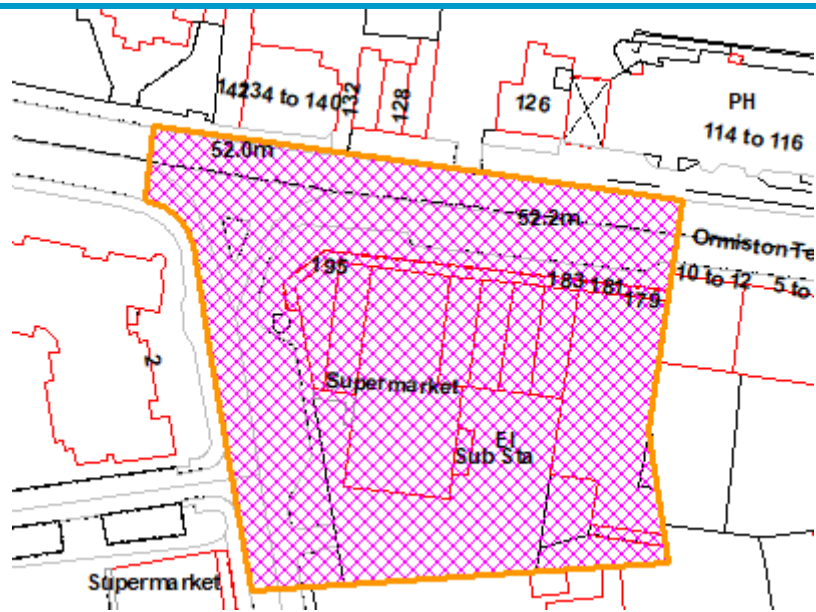 142
134 to 140
132
128
126
PH
114 to 116
52.0m
52.2m
Ormiston Te
195
183
181
179
10 to 12
5 to
2
Supermarket
El
Sub Sta
Supermarket